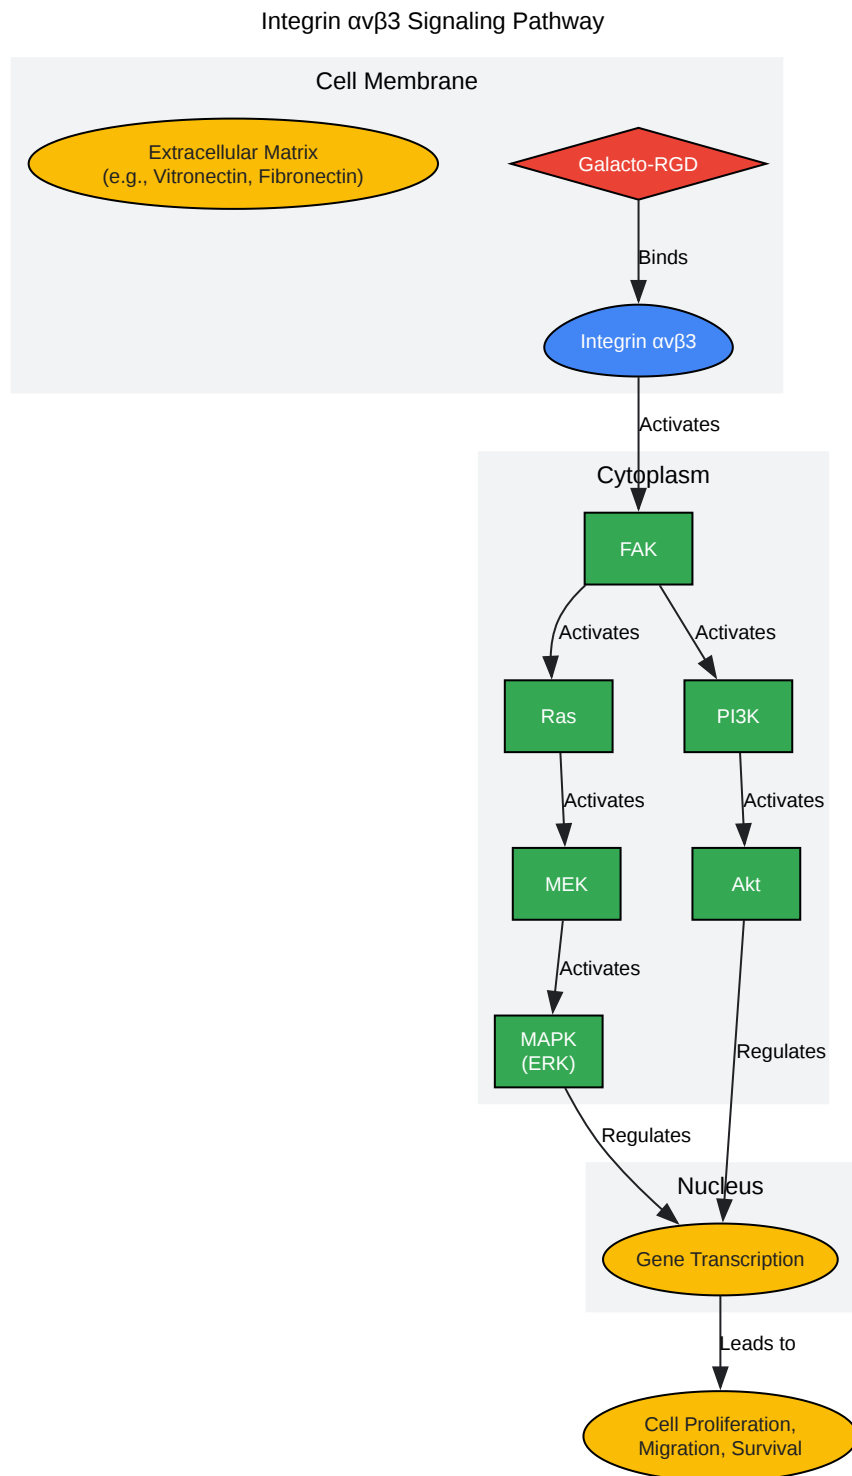 Integrin αvβ3 Signaling Pathway
Cell Membrane
Extracellular Matrix
(e.g., Vitronectin, Fibronectin)
Galacto-RGD
Binds
Integrin αvβ3
Activates
Cytoplasm
FAK
Activates
Activates
Ras
PI3K
Activates
Activates
MEK
Akt
Activates
MAPK
(ERK)
Regulates
Regulates
Nucleus
Gene Transcription
Leads to
Cell Proliferation,
Migration, Survival